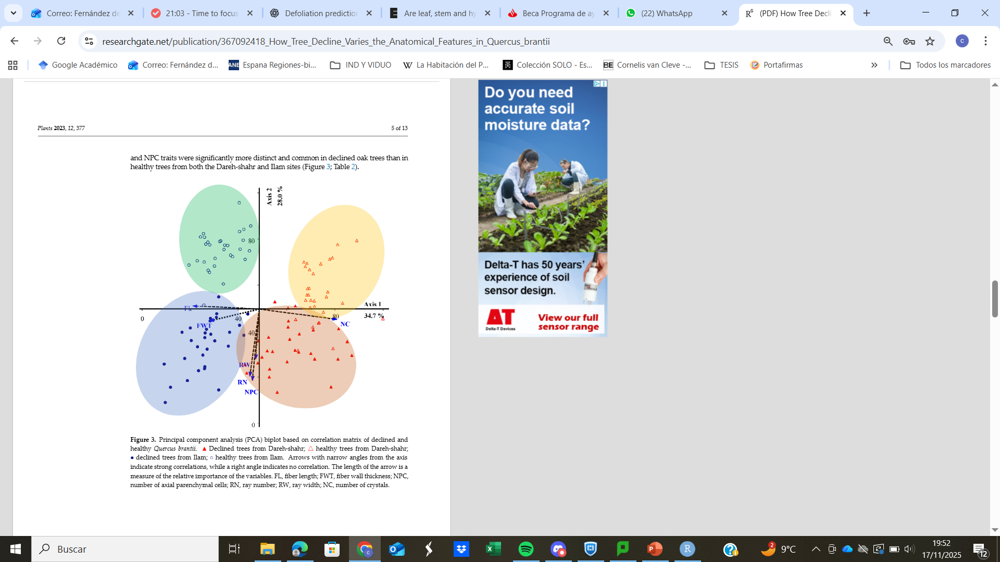 Correo: Fernández de
21:03 - Time to focus
Defoliation prediction
Are leaf, stem and hy
Beca Programa de ay
(22) WhatsApp
(PDF) How Tree Decli
researchgate.net/publication/367092418_How_Tree_Decline_Varies_the_Anatomical_Features_in_Quercus_brantii
Google Académico
Correo: Fernández d...
ANE
Espana Regiones-bi...
IND Y VIDUO
La Habitación del P...
Colección SOLO - Es...
BE
Cornelis van Cleve -...
TESIS
Portafirmas
Todos los marcadores
Plants 2023, 12, 377
5 of 13
and NPC traits were significantly more distinct and common in declined oak trees than in
healthy trees from both the Dareh-shahr and Ilam sites (Figure 3; Table 2).
Axis 2
28.0 %
80
Axis 1
34.7 %
FL
0
40
80
FWT
NC
40
RW
RN
NPC
0
Figure 3. Principal component analysis (PCA) biplot based on correlation matrix of declined and
healthy Quercus brantii. ▲ Declined trees from Dareh-shahr; △ healthy trees from Dareh-shahr;
● declined trees from Ilam; ○ healthy trees from Ilam. Arrows with narrow angles from the axis
indicate strong correlations, while a right angle indicates no correlation. The length of the arrow is a
measure of the relative importance of the variables. FL, fiber length; FWT, fiber wall thickness; NPC,
number of axial parenchymal cells; RN, ray number; RW, ray width; NC, number of crystals.
Do you need
accurate soil
moisture data?
Delta-T has 50 years'
experience of soil
sensor design.
AT
Delta-T Devices
View our full
sensor range
Buscar
2
9°C
19:52
17/11/2025
12